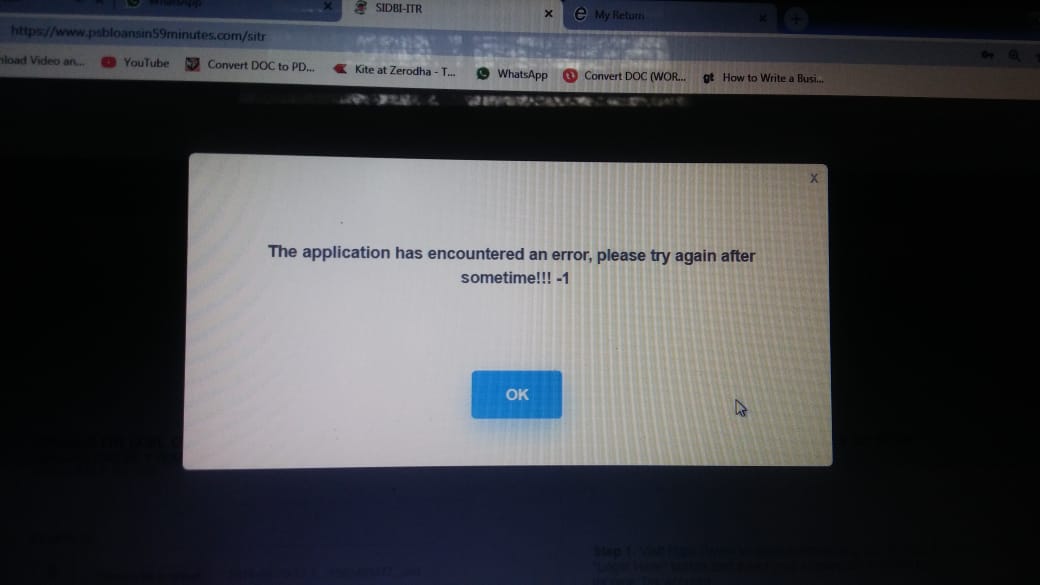 WhatsApp
SIDBI-ITR
My Return
https://www.psbloansin59minutes.com/sitr
nload Video an...
YouTube
Convert DOC to PD...
Kite at Zerodha - T...
WhatsApp
Convert DOC (WOR...
gt How to Write a Busi...
X
The application has encountered an error, please try again after
sometime!!! -1
OK
Step 1